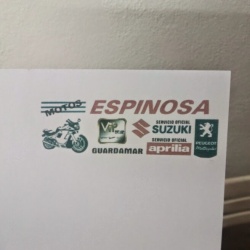 MOTOS ESPINOSA
SERVICIO OFICIAL
SUZUKI
GUARDAMAR
SERVICIO OFICIAL
aprilia
PEUGEOT